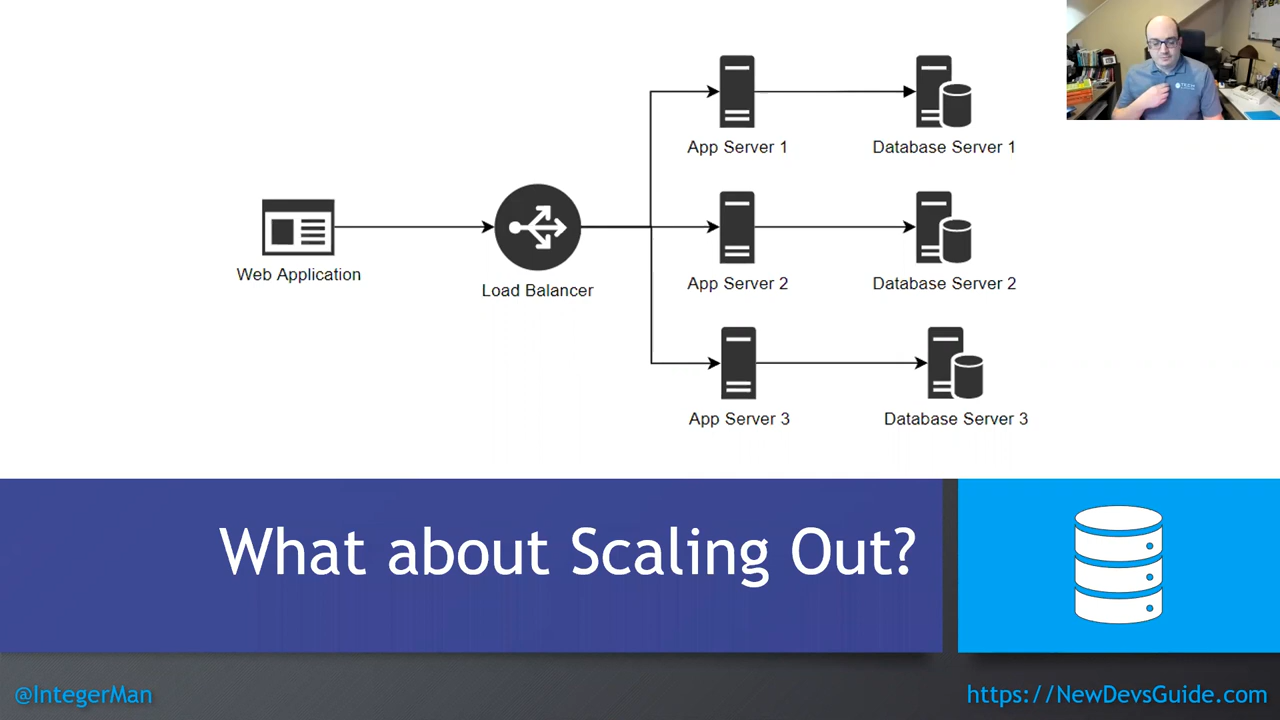 App Server 1
Database Server 1
Web Application
Load Balancer
App Server 2
Database Server 2
App Server 3
Database Server 3
What about Scaling Out?
@IntegerMan
https://NewDevsGuide.com